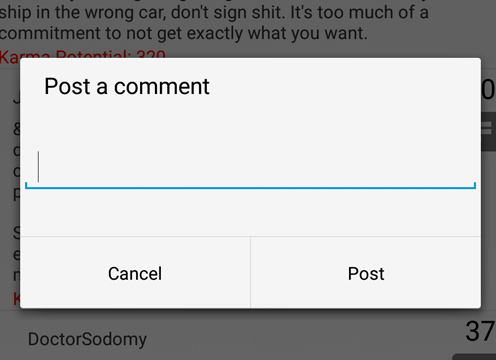 ship in the wrong car, don't sign shit. It's too much of a
commitment to not get exactly what you want.
Karma Potential: 320
Post a comment
Cancel
Post
DoctorSodomy
37